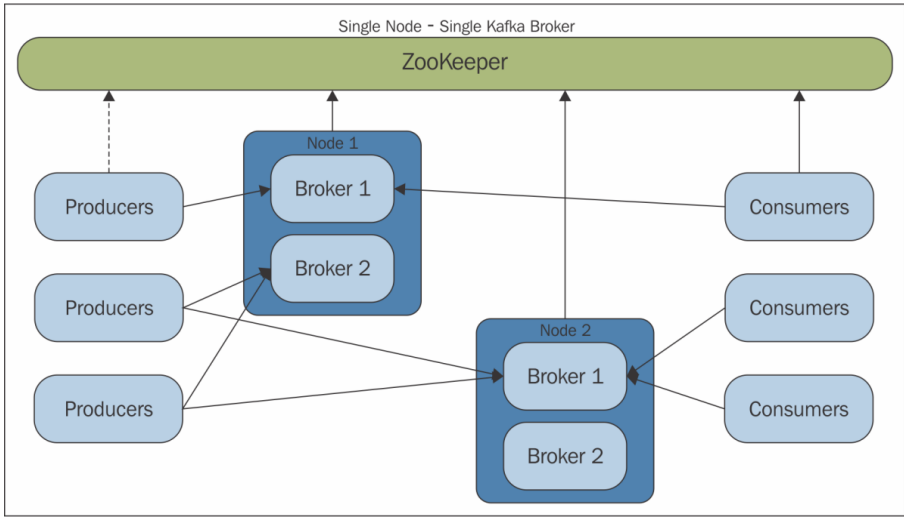 Single Node - Single Kafka Broker
ZooKeeper
Node 1
Broker 1
Broker 2
Producers
Producers
Producers
Consumers
Consumers
Consumers
Node 2
Broker 1
Broker 2